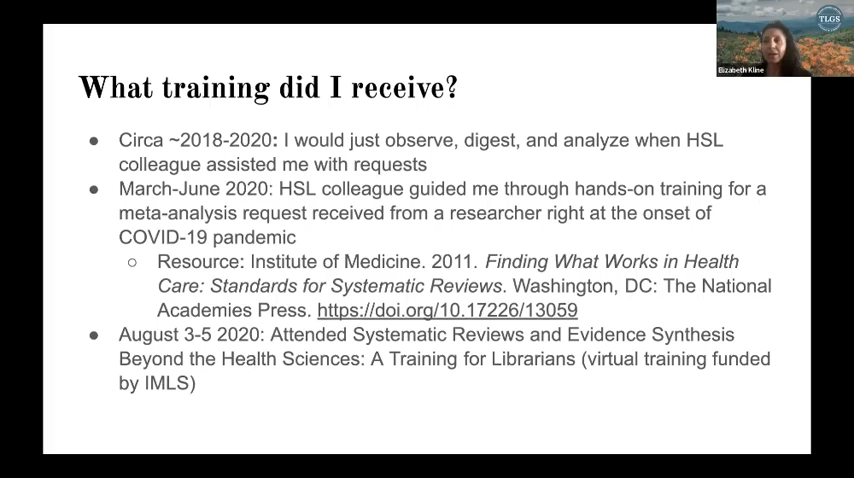 TLGS
Elizabeth Kline
What training did I receive?
● Circa ~2018-2020: I would just observe, digest, and analyze when HSL
colleague assisted me with requests
● March-June 2020: HSL colleague guided me through hands-on training for a
meta-analysis request received from a researcher right at the onset of
COVID-19 pandemic
○ Resource: Institute of Medicine. 2011. Finding What Works in Health
Care: Standards for Systematic Reviews. Washington, DC: The National
Academies Press. https://doi.org/10.17226/13059
● August 3-5 2020: Attended Systematic Reviews and Evidence Synthesis
Beyond the Health Sciences: A Training for Librarians (virtual training funded
by IMLS)